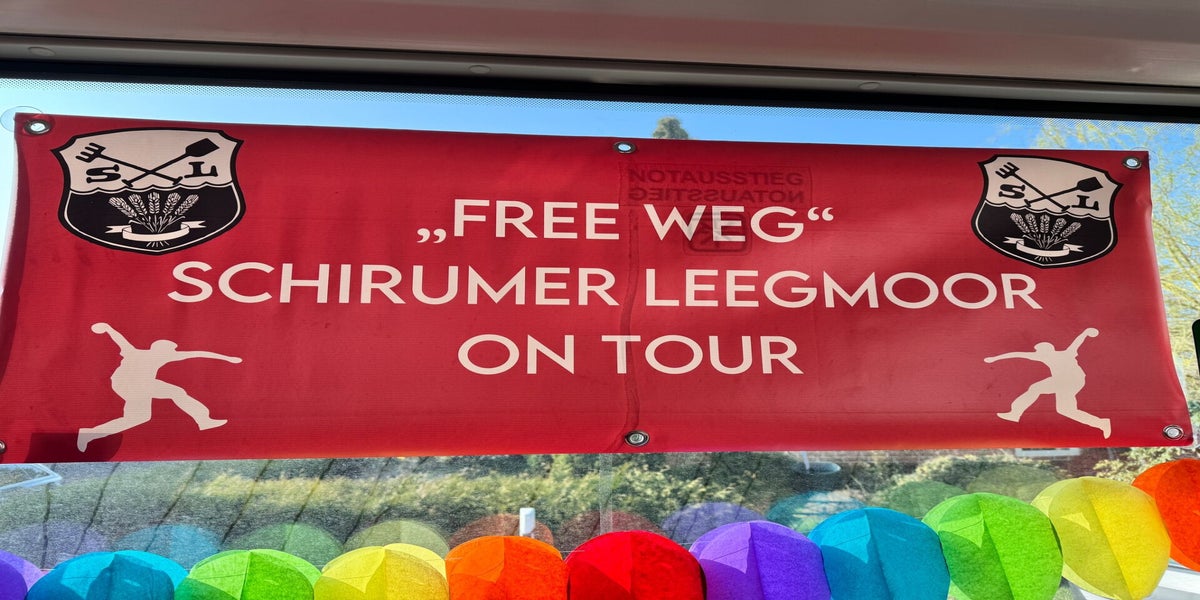 S L
S L
NOTAUSSTIEG
NOTAUSSTIEG
„FREE WEG“
SCHIRUMER LEEGMOOR
ON TOUR